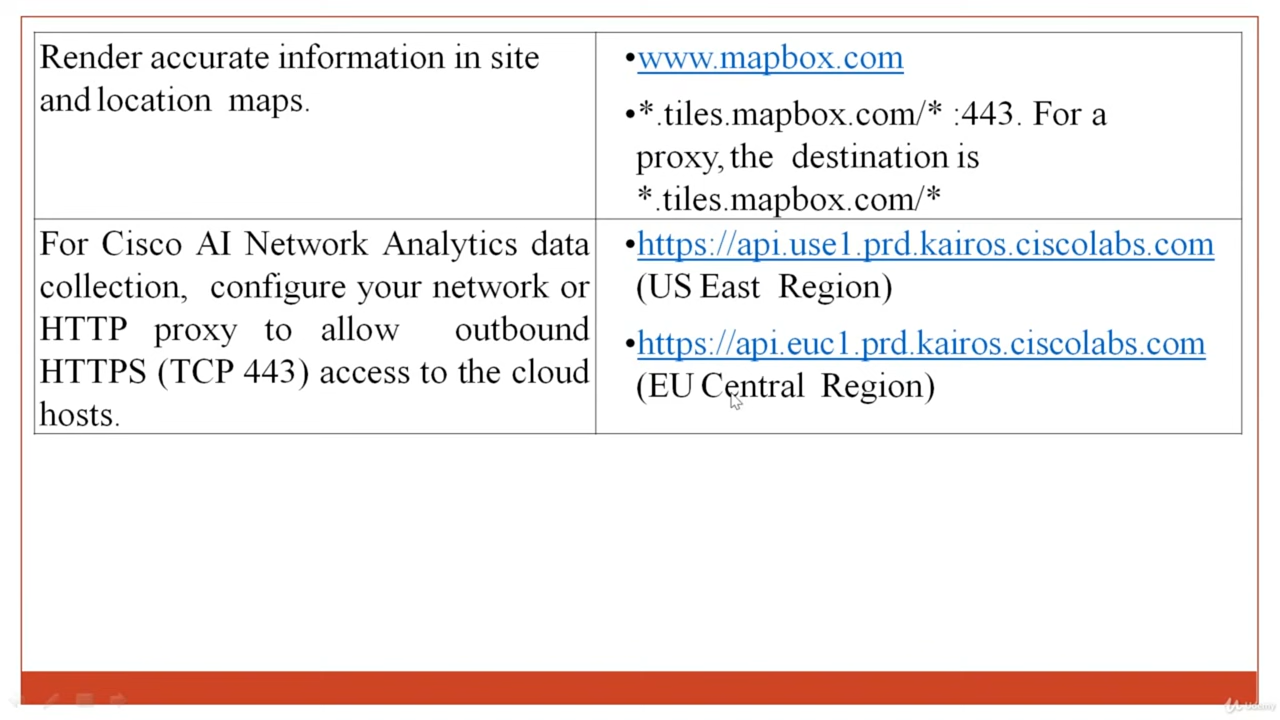 Render accurate information in site
and location maps.
•www.mapbox.com
•*.tiles.mapbox.com/* :443. For a
proxy, the destination is
*.tiles.mapbox.com/*
For Cisco AI Network Analytics data
collection, configure your network or
HTTP proxy to allow outbound
HTTPS (TCP 443) access to the cloud
hosts.
•https://api.use1.prd.kairos.ciscolabs.com
(US East Region)
•https://api.euc1.prd.kairos.ciscolabs.com
(EU Central Region)
Udemy